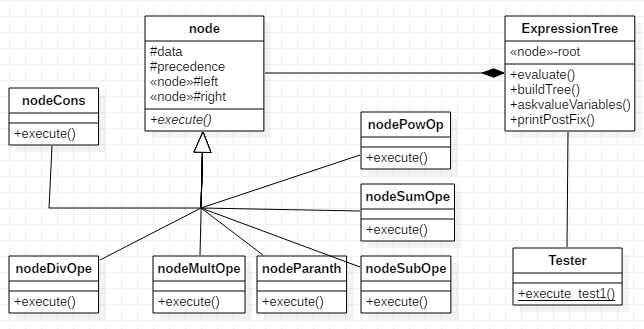 node
#data
#precedence
«node»#left
«node»#right
+execute()
ExpressionTree
«node»-root
+evaluate()
+buildTree()
+askvalueVariables()
+printPostFix()
nodeCons
+execute()
nodePowOp
+execute()
nodeSumOpe
+execute()
nodeDivOpe
+execute()
nodeMultOpe
+execute()
nodeParanth
+execute()
nodeSubOpe
+execute()
Tester
+execute_test1()